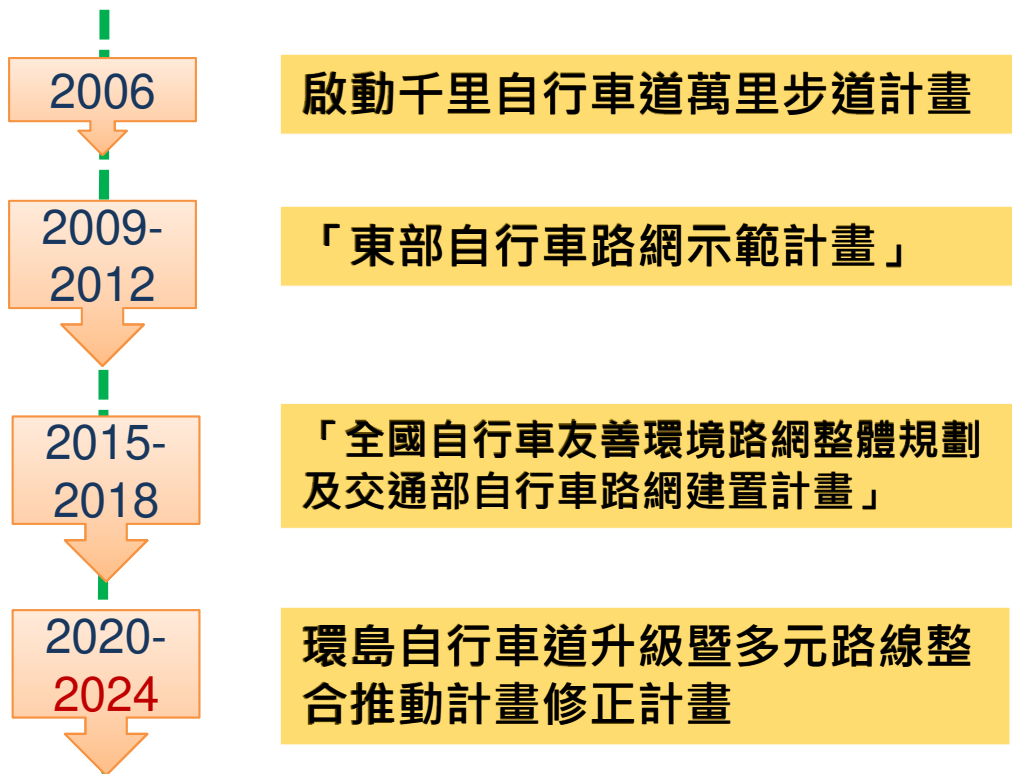 2006
啟動千里自行車道萬里步道計畫
2009-
2012
「東部自行車路網示範計畫」
2015-
2018
「全國自行車友善環境路網整體規劃
及交通部自行車路網建置計畫」
2020-
2024
環島自行車道升級暨多元路線整
合推動計畫修正計畫